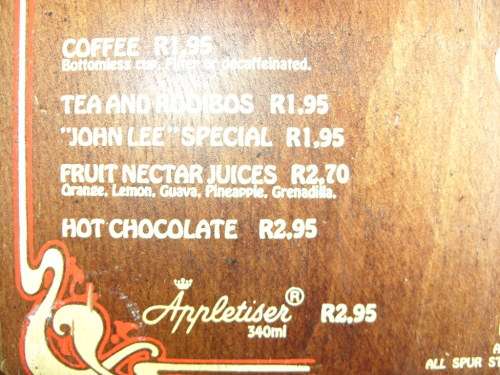 COFFEE R1.95
Bottomless cup. Filter or decaffeinated.
TEA AND ROOIBOS R1.95
"JOHN LEE" SPECIAL R1.95
FRUIT NECTAR JUICES R2.70
Orange, Lemon, Guava, Pineapple, Grenadilla.
HOT CHOCOLATE R2.95
Appletiser® R2.95
340ml
ALL SPUR ST